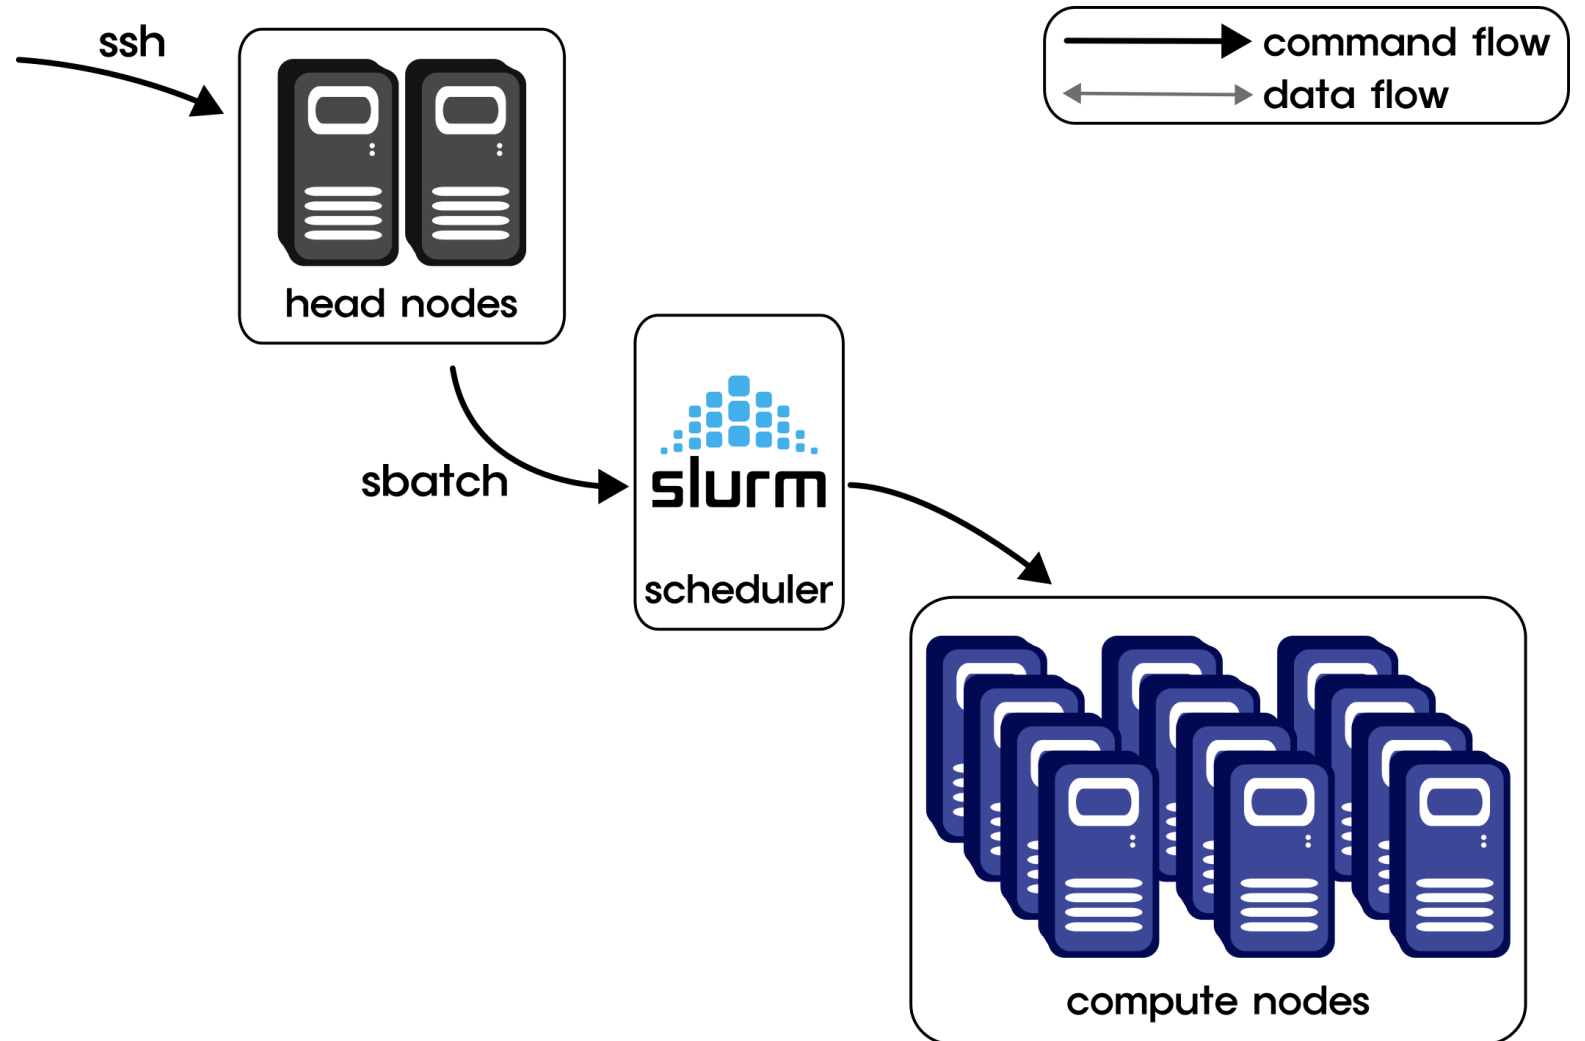 ssh
command flow
data flow
head nodes
sbatch
slurm
scheduler
compute nodes